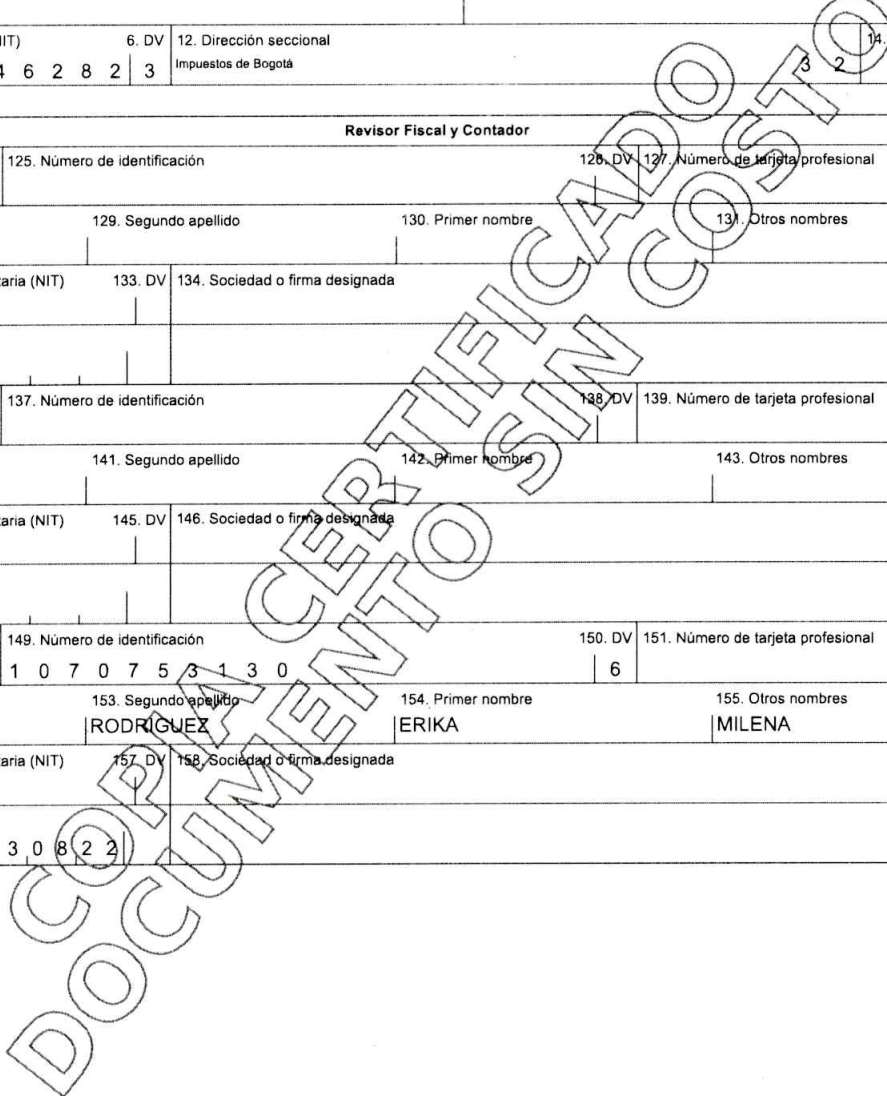 6. DV 12. Dirección seccional 14.
4 6 2 8 2 3 Impuestos de Bogotá 3 2
Revisor Fiscal y Contador
125. Número de identificación 126. DV 127. Número de tarjeta profesional
129. Segundo apellido 130. Primer nombre 131. Otros nombres
(NIT) 133. DV 134. Sociedad o firma designada
137. Número de identificación 138. DV 139. Número de tarjeta profesional
141. Segundo apellido 142. Primer nombre 143. Otros nombres
(NIT) 145. DV 146. Sociedad o firma designada
149. Número de identificación 150. DV 151. Número de tarjeta profesional
1 0 7 0 7 5 3 1 3 0 6
153. Segundo apellido 154. Primer nombre 155. Otros nombres
RODRIGUEZ ERIKA MILENA
(NIT) 157. DV 158. Sociedad o firma designada
3 0 8 2 2
COPIA CERTIFICADO
DOCUMENTO SIN COSTO